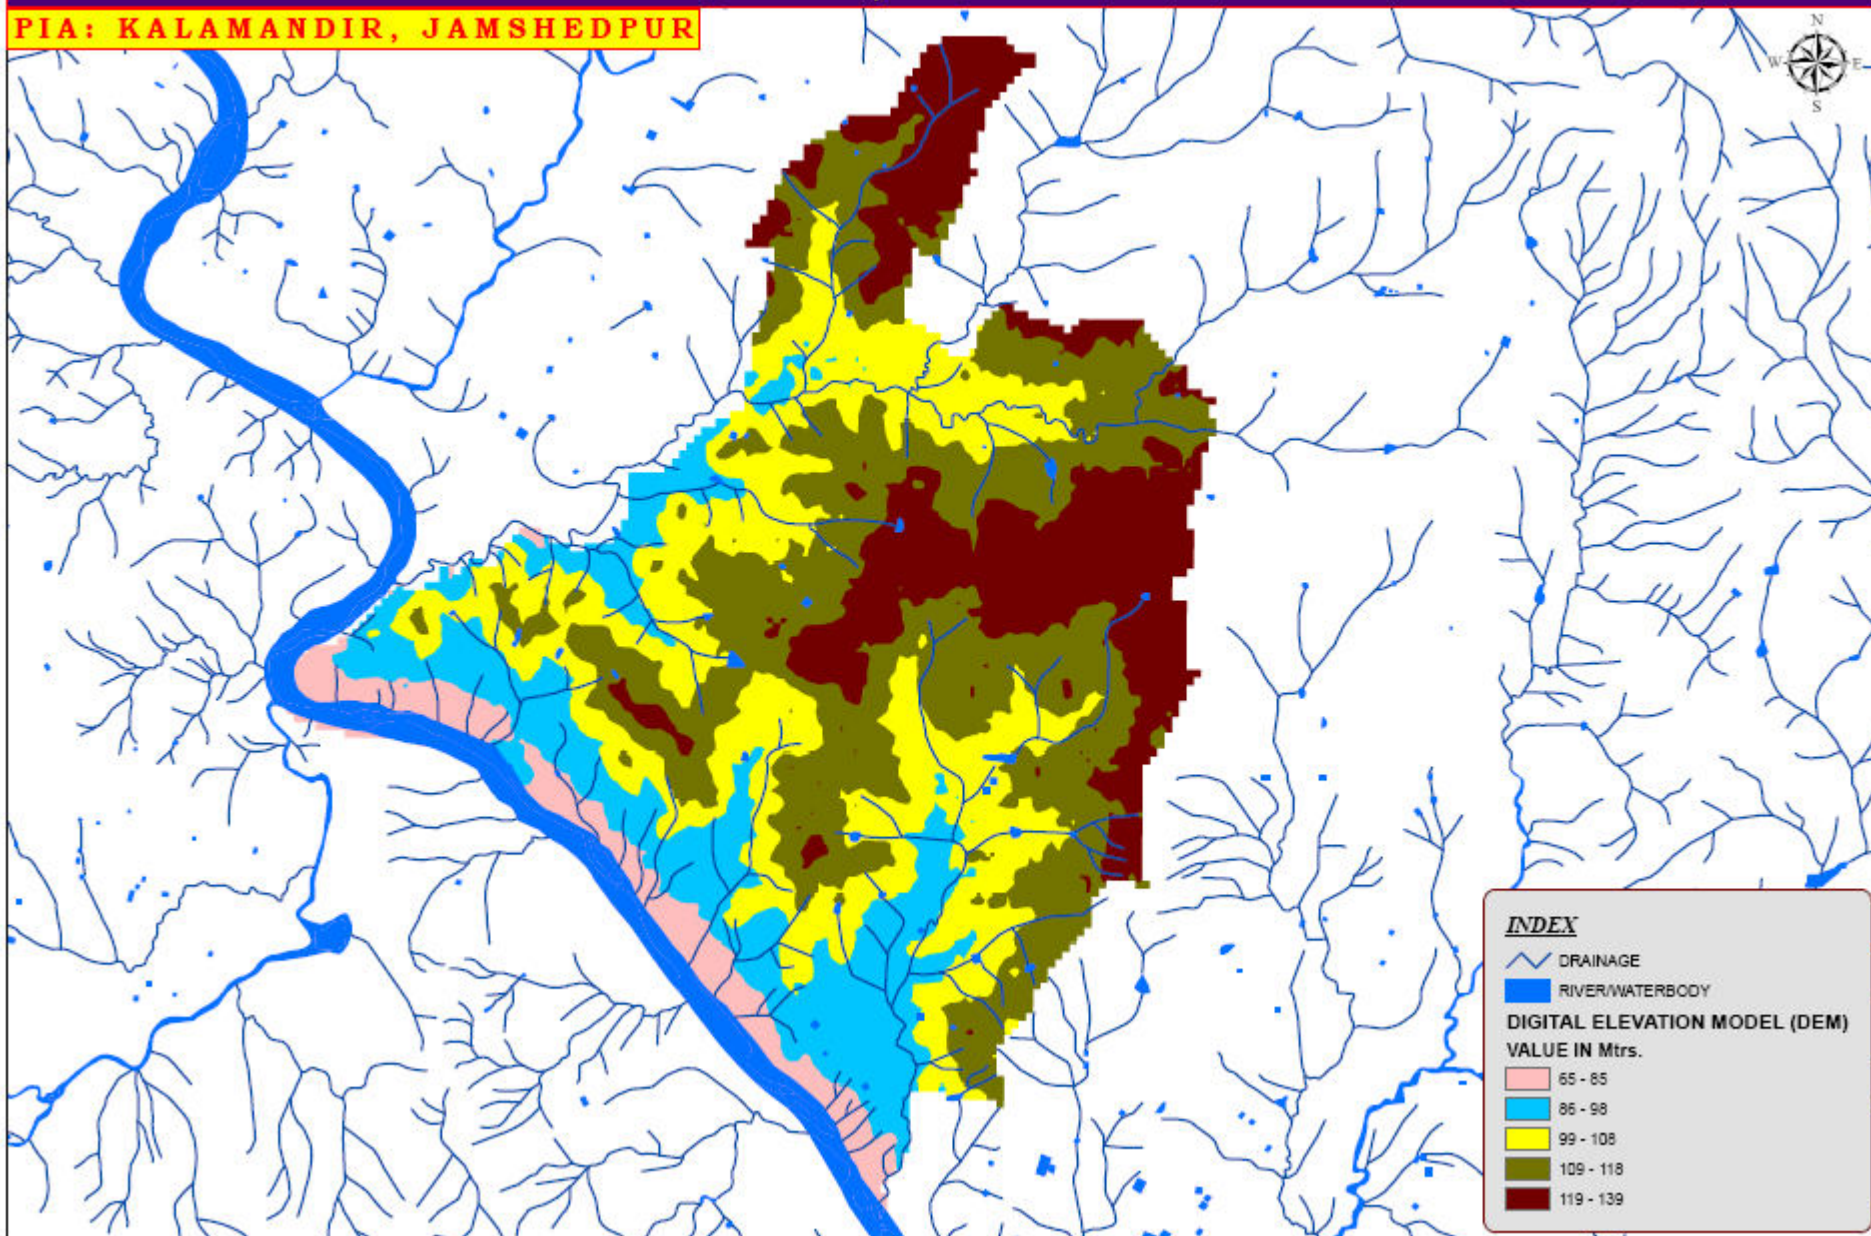 PIA: KALAMANDIR, JAMSHEDPUR
N
W E
S
INDEX
DRAINAGE
RIVER/WATERBODY
DIGITAL ELEVATION MODEL (DEM)
VALUE IN Mtrs.
65 - 85
86 - 98
99 - 108
109 - 118
119 - 139